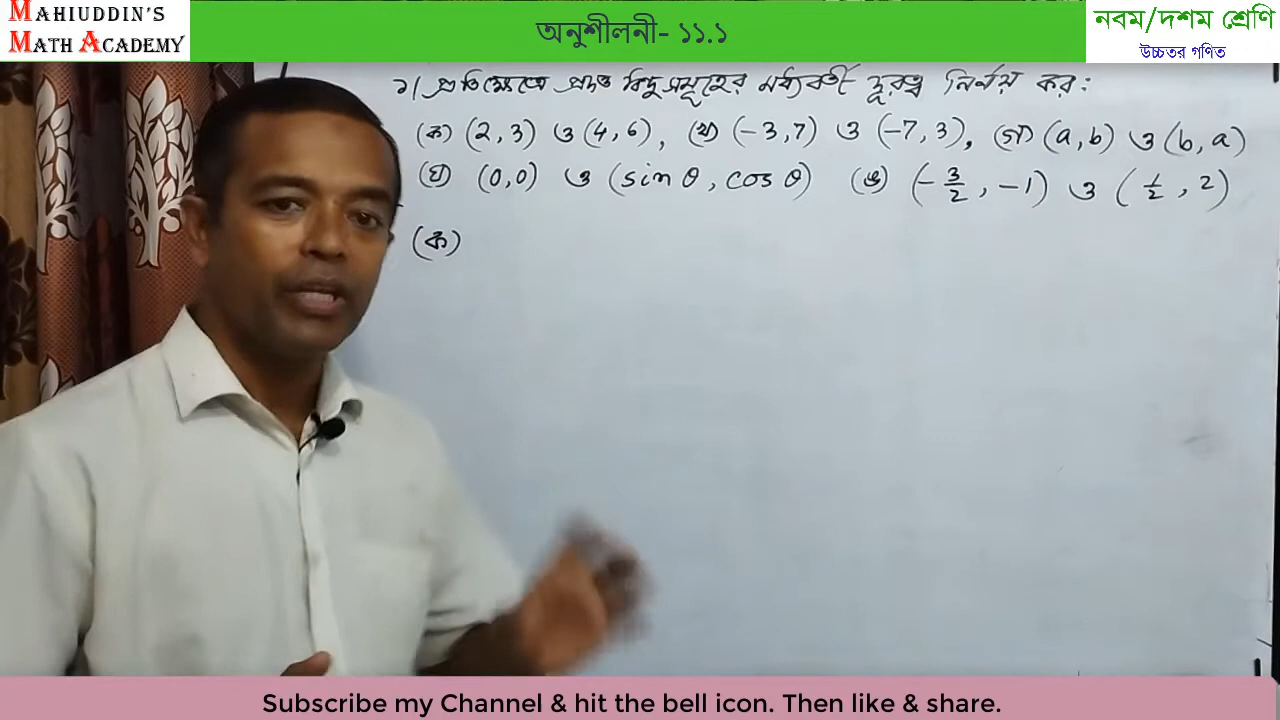 MAHIUDDIN'S
MATH ACADEMY
অনুশীলনী- ১১.১
নবম/দশম শ্রেণি
উচ্চতর গণিত
১। প্রতিক্ষেত্রে প্রদত্ত বিন্দুসমূহের মধ্যবর্তী দূরত্ব নির্ণয় কর:
(ক) (2, 3) ও (4, 6), (খ) (-3, 7) ও (-7, 3), (গ) (a, b) ও (b, a)
(ঘ) (0, 0) ও (sin θ, cos θ) (ঙ) (-3/2, -1) ও (1/2, 2)
(ক)
Subscribe my Channel & hit the bell icon. Then like & share.